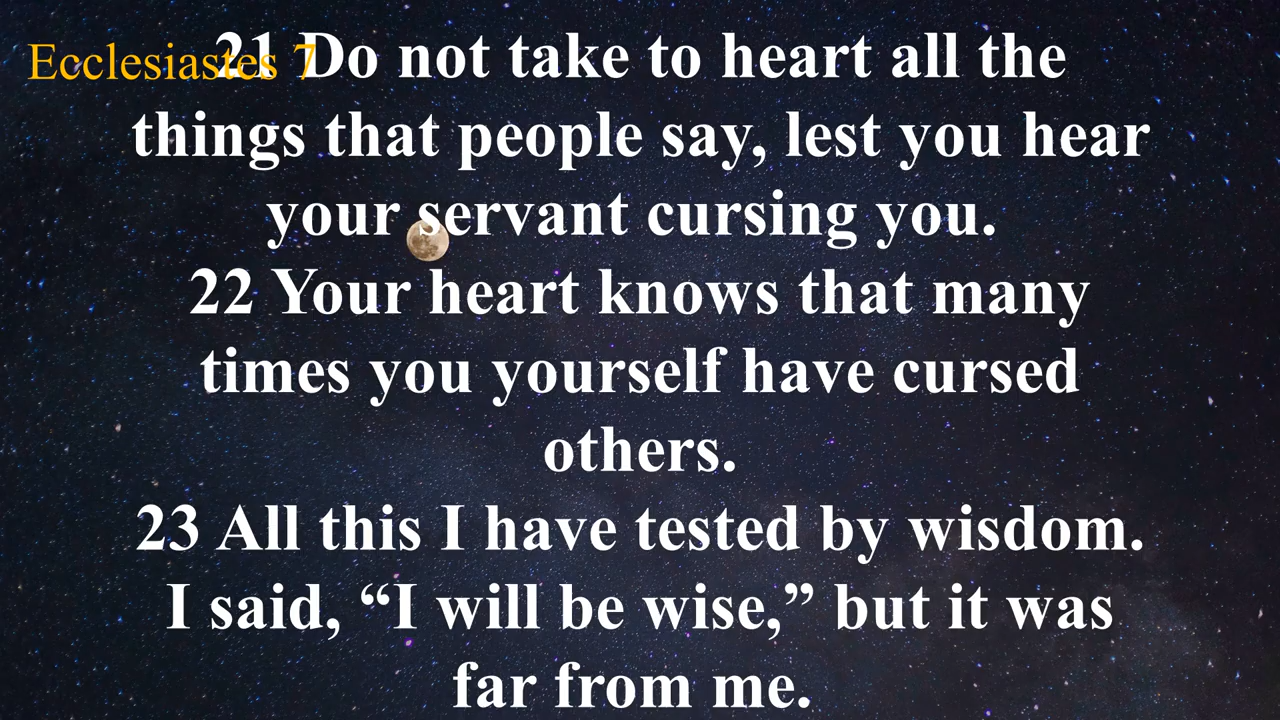 Ecclesiastes 7
21 Do not take to heart all the
things that people say, lest you hear
your servant cursing you.
22 Your heart knows that many
times you yourself have cursed
others.
23 All this I have tested by wisdom.
I said, “I will be wise,” but it was
far from me.